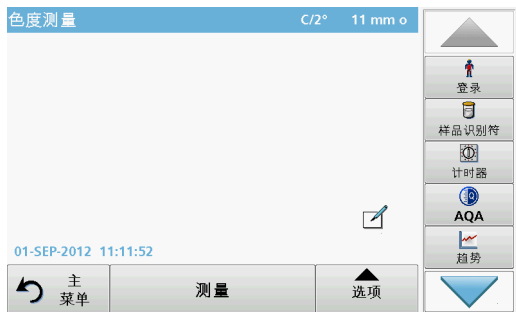 色度测量 C/2° 11 mm o
登录
样品识别符
计时器
AQA
趋势
01-SEP-2012 11:11:52
主
菜单
测量
选项